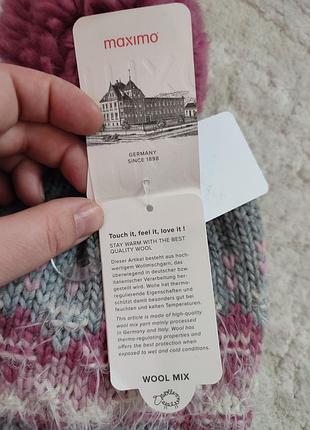 maximo
GERMANY
SINCE 1898
Touch it, feel it, love it !
STAY WARM WITH THE BEST
QUALITY WOOL
Dieser Artikel besteht aus hoch-
wertigem Wollmischgarn, das
überwiegend in deutscher bzw.
italienischer Verarbeitung her-
gestellt wird. Wolle hat thermo-
regulierende Eigenschaften und
schützt damit besonders gut bei
feuchten und kalten Temperaturen.
This article is made of high-quality
wool mix yarn mainly processed
in Germany and Italy. Wool has
thermo-regulating properties and
offers the best protection when
exposed to wet and cold conditions.
WOOL MIX